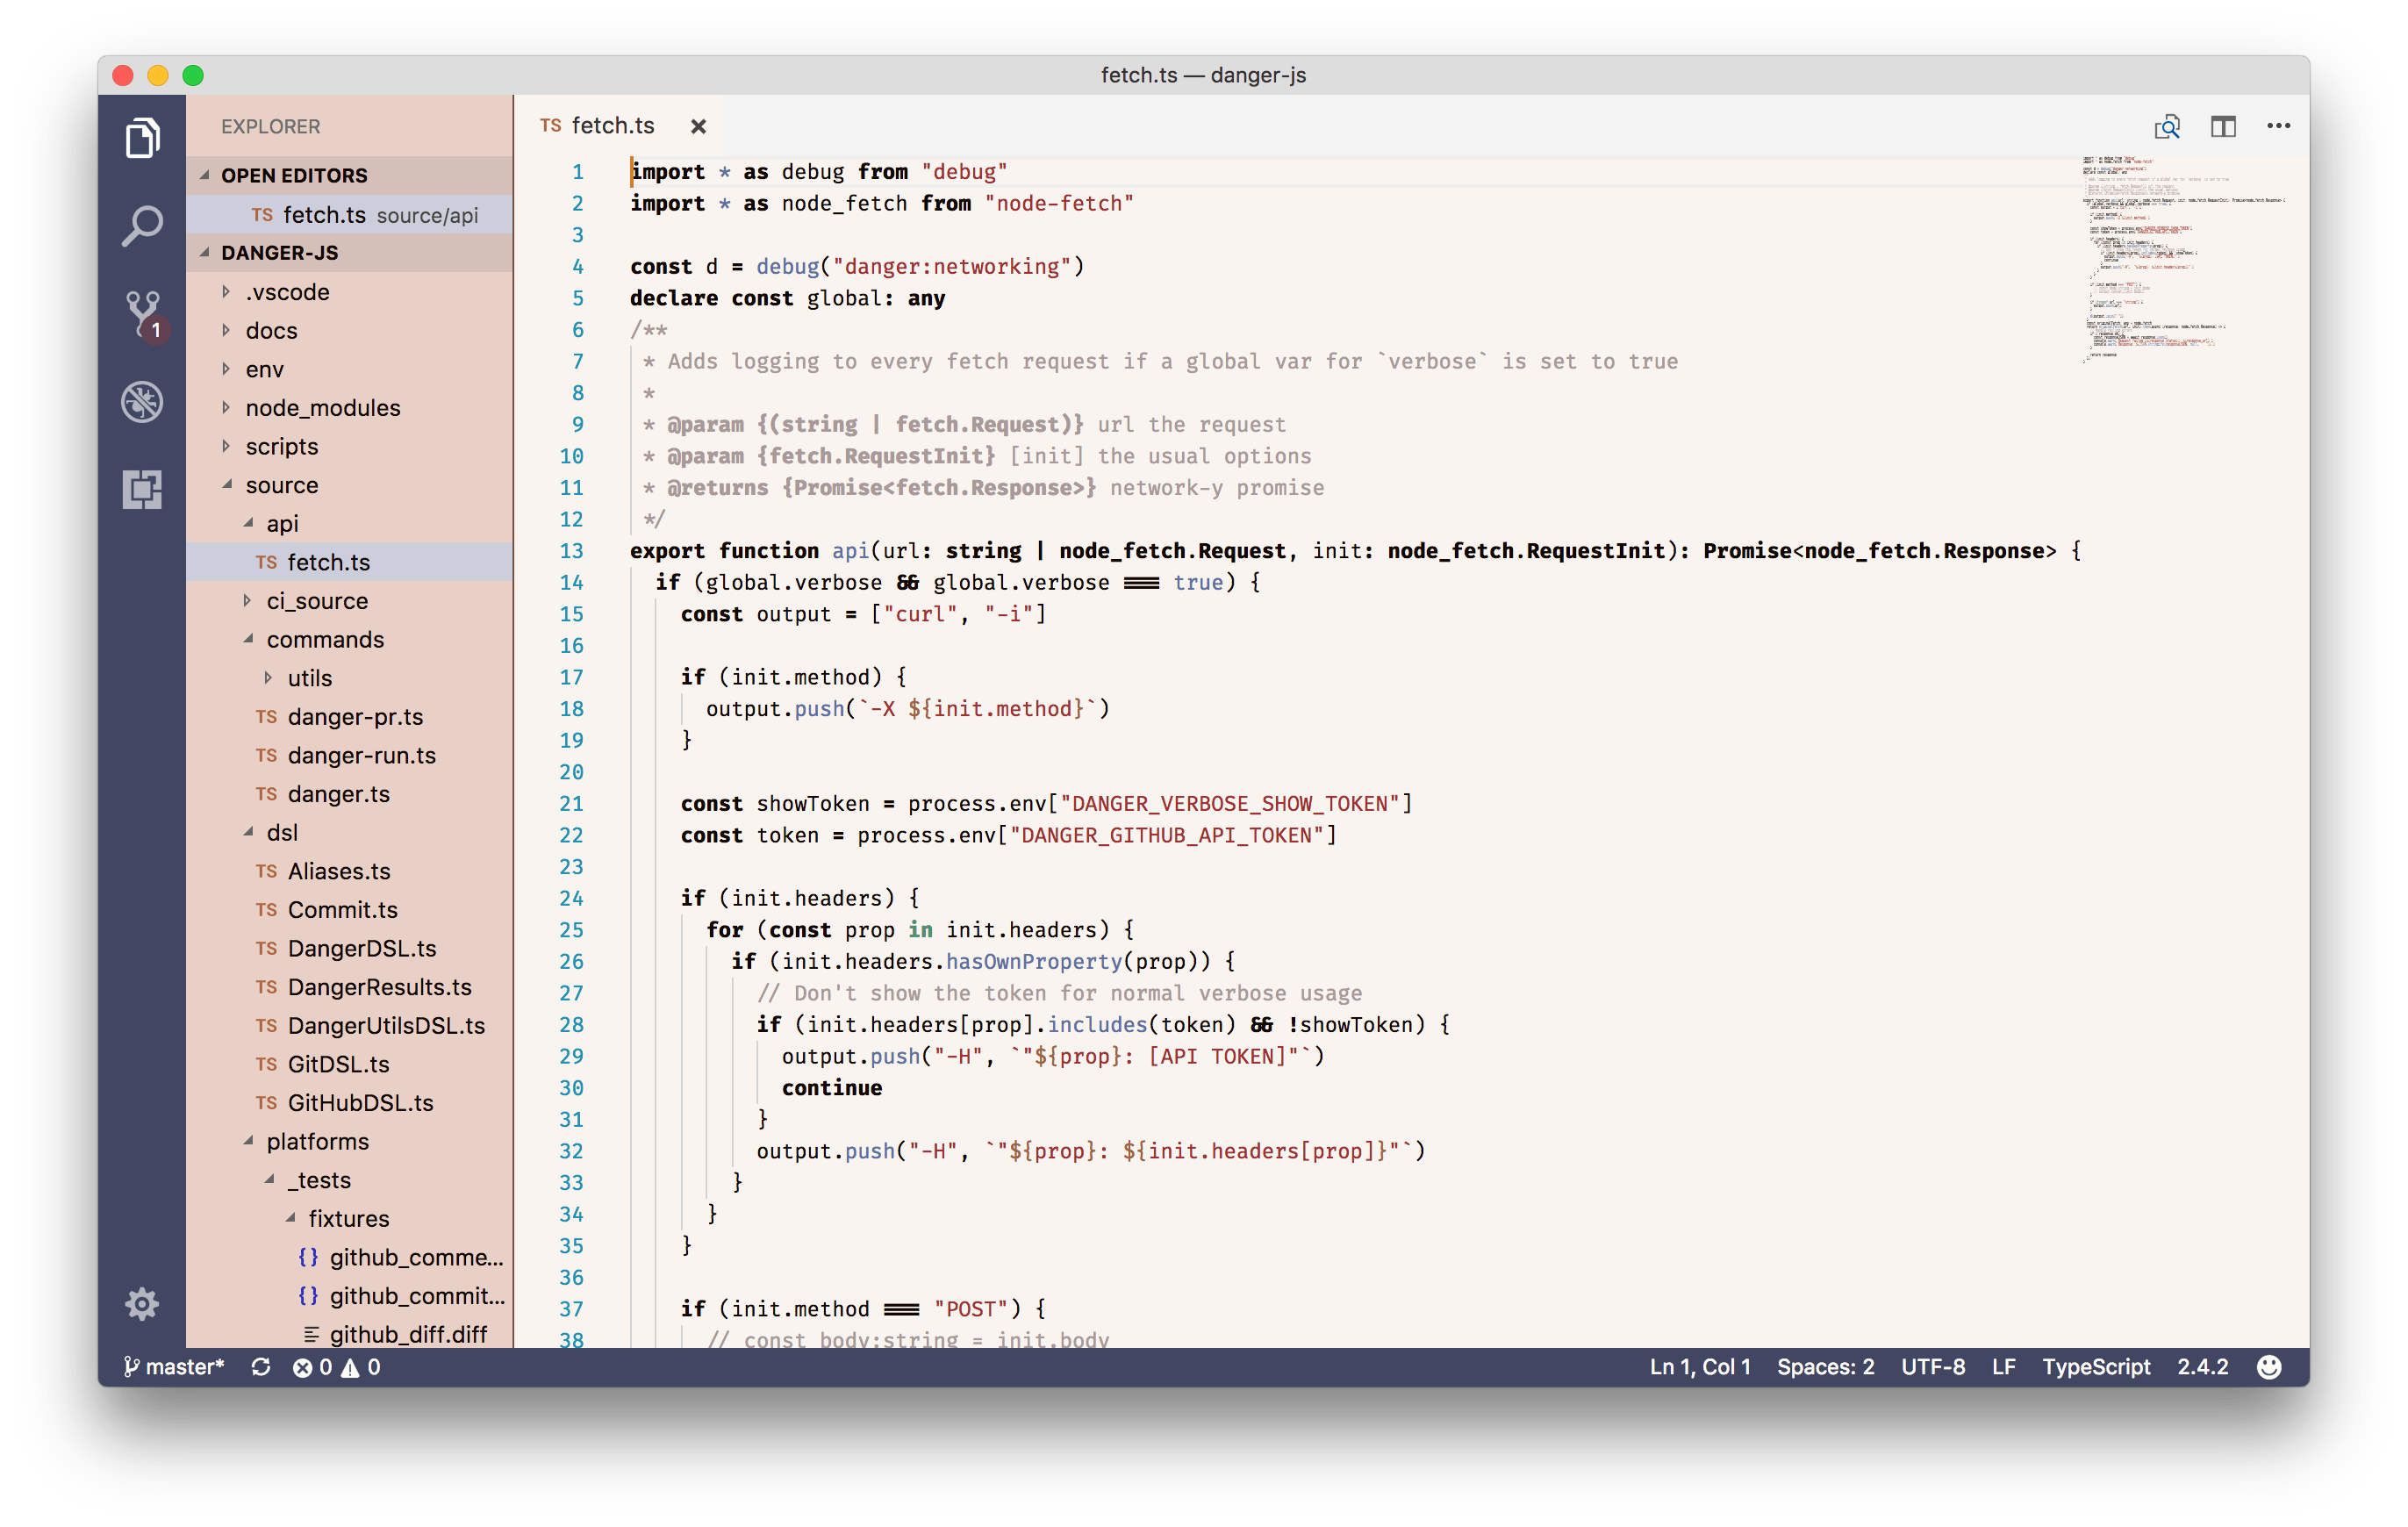 fetch.ts — danger-js
EXPLORER
OPEN EDITORS
TS fetch.ts source/api
DANGER-JS
.vscode
docs
env
node_modules
scripts
source
api
TS fetch.ts
ci_source
commands
utils
TS danger-pr.ts
TS danger-run.ts
TS danger.ts
dsl
TS Aliases.ts
TS Commit.ts
TS DangerDSL.ts
TS DangerResults.ts
TS DangerUtilsDSL.ts
TS GitDSL.ts
TS GitHubDSL.ts
platforms
_tests
fixtures
{} github_comme...
{} github_commit...
github_diff.diff
1
TS fetch.ts ×
1 import * as debug from "debug"
2 import * as node_fetch from "node-fetch"
3
4 const d = debug("danger:networking")
5 declare const global: any
6 /**
7  * Adds logging to every fetch request if a global var for `verbose` is set to true
8  *
9  * @param {(string | fetch.Request)} url the request
10  * @param {fetch.RequestInit} [init] the usual options
11  * @returns {Promise<fetch.Response>} network-y promise
12  */
13 export function api(url: string | node_fetch.Request, init: node_fetch.RequestInit): Promise<node_fetch.Response> {
14   if (global.verbose && global.verbose === true) {
15     const output = ["curl", "-i"]
16
17     if (init.method) {
18       output.push(`-X ${init.method}`)
19     }
20
21     const showToken = process.env["DANGER_VERBOSE_SHOW_TOKEN"]
22     const token = process.env["DANGER_GITHUB_API_TOKEN"]
23
24     if (init.headers) {
25       for (const prop in init.headers) {
26         if (init.headers.hasOwnProperty(prop)) {
27           // Don't show the token for normal verbose usage
28           if (init.headers[prop].includes(token) && !showToken) {
29             output.push("-H", `"${prop}: [API TOKEN]"`)
30             continue
31           }
32           output.push("-H", `"${prop}: ${init.headers[prop]}"`)
33         }
34       }
35     }
36
37     if (init.method === "POST") {
38       // const body:string = init.body
master* 0 0
Ln 1, Col 1 Spaces: 2 UTF-8 LF TypeScript 2.4.2